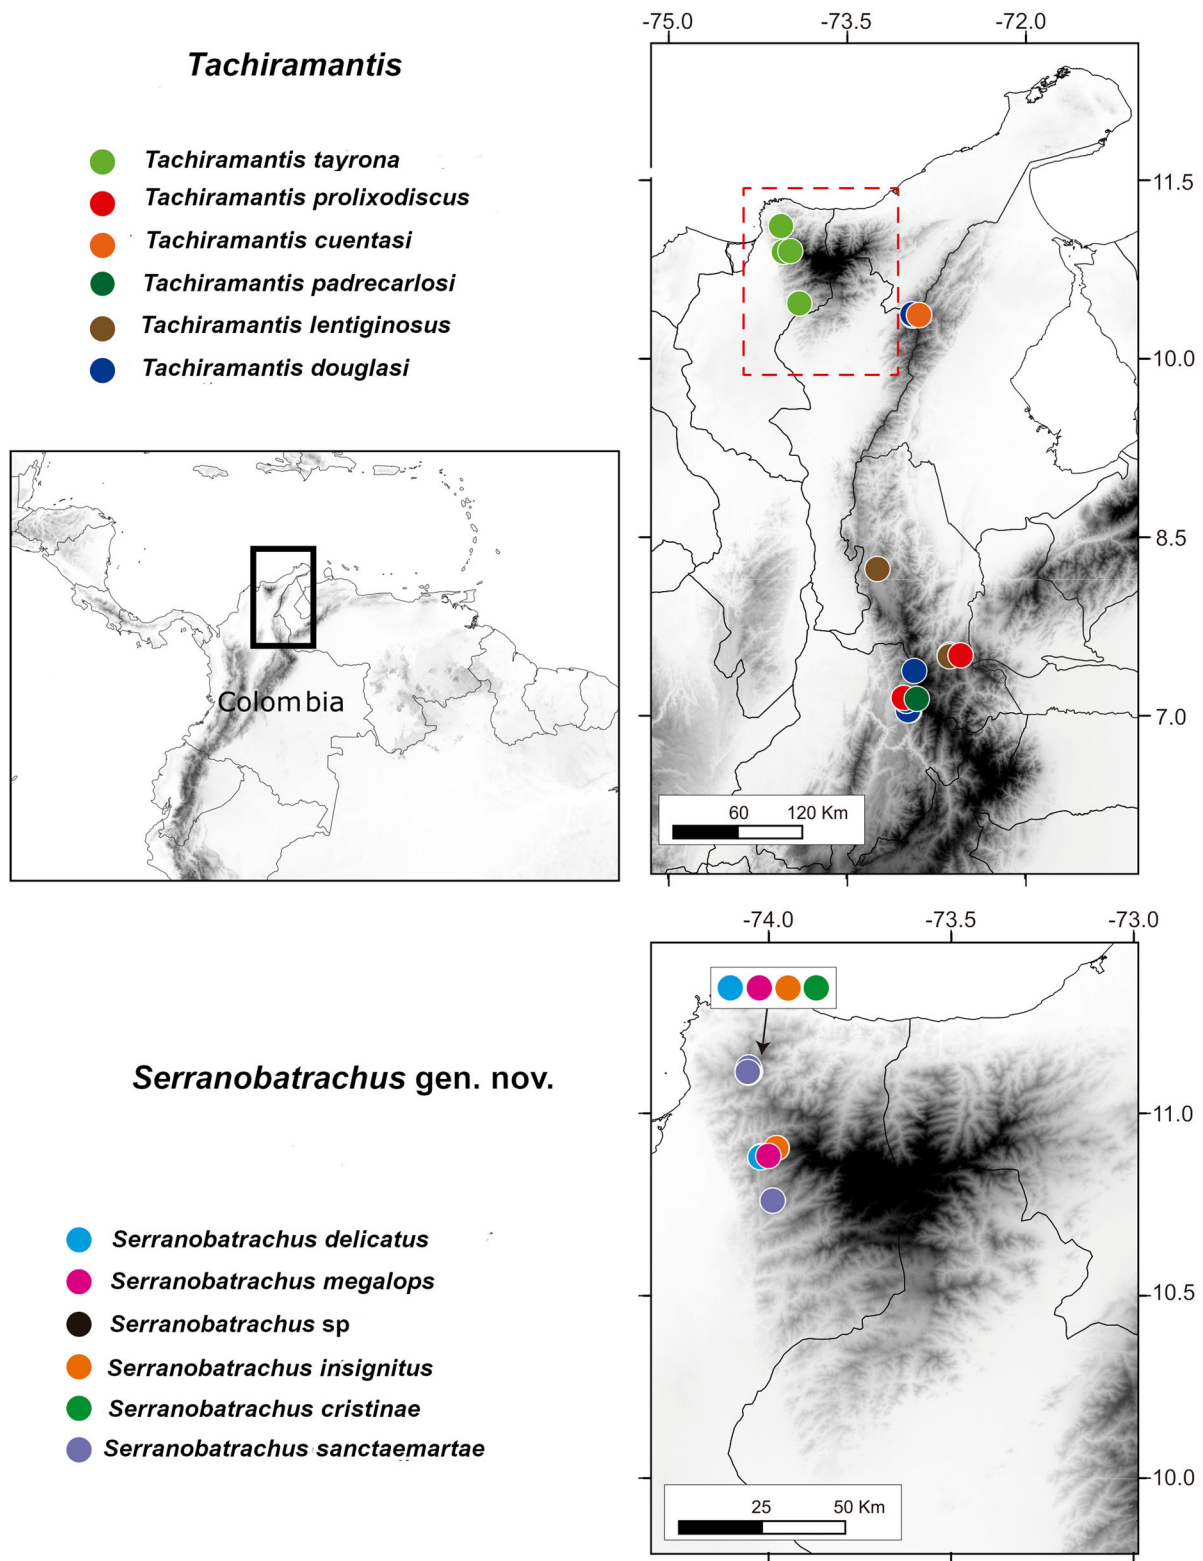 Tachiramantis
Tachiramantis tayrona
Tachiramantis prolixodiscus
Tachiramantis cuentasi
Tachiramantis padrecarlosi
Tachiramantis lentiginosus
Tachiramantis douglasi
Colombia
-75.0 -73.5 -72.0
11.5
10.0
8.5
7.0
60 120 Km
Serranobatrachus gen. nov.
Serranobatrachus delicatus
Serranobatrachus megalops
Serranobatrachus sp
Serranobatrachus insignitus
Serranobatrachus cristinae
Serranobatrachus sanctaemartae
-74.0 -73.5 -73.0
11.0
10.5
10.0
25 50 Km